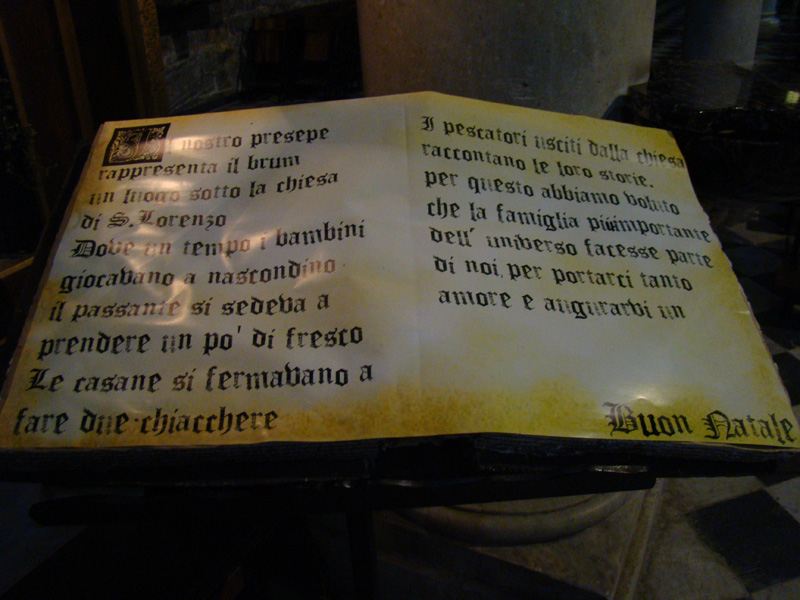 Il nostro presepe
rappresenta il brum
un luogo sotto la chiesa
di S. Lorenzo
Dove un tempo i bambini
giocavano a nascondino
il passante si sedeva a
prendere un po' di fresco
Le casane si fermavano a
fare due chiacchere
I pescatori usciti dalla chiesa
raccontano le loro storie.
per questo abbiamo voluto
che la famiglia piùimportante
dell' universo facesse parte
di noi, per portarci tanto
amore e augurarvi un
Buon Natale